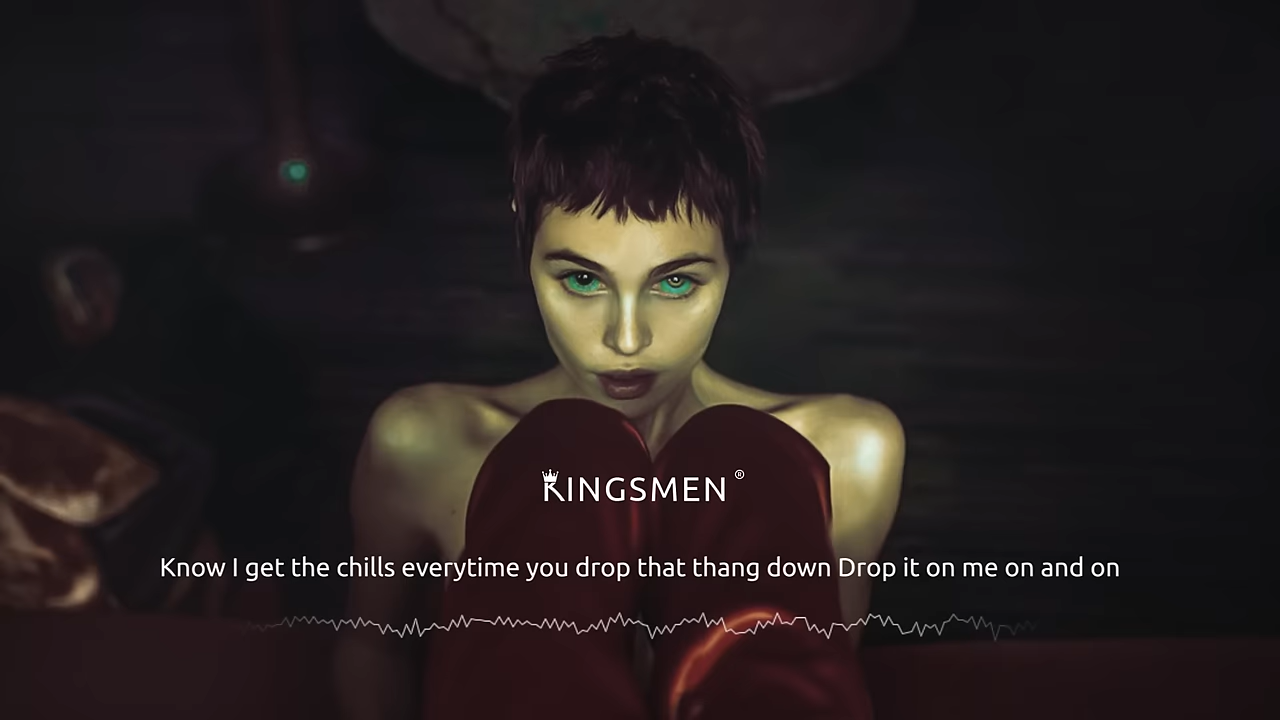 KINGSMEN ®
Know I get the chills everytime you drop that thang down Drop it on me on and on